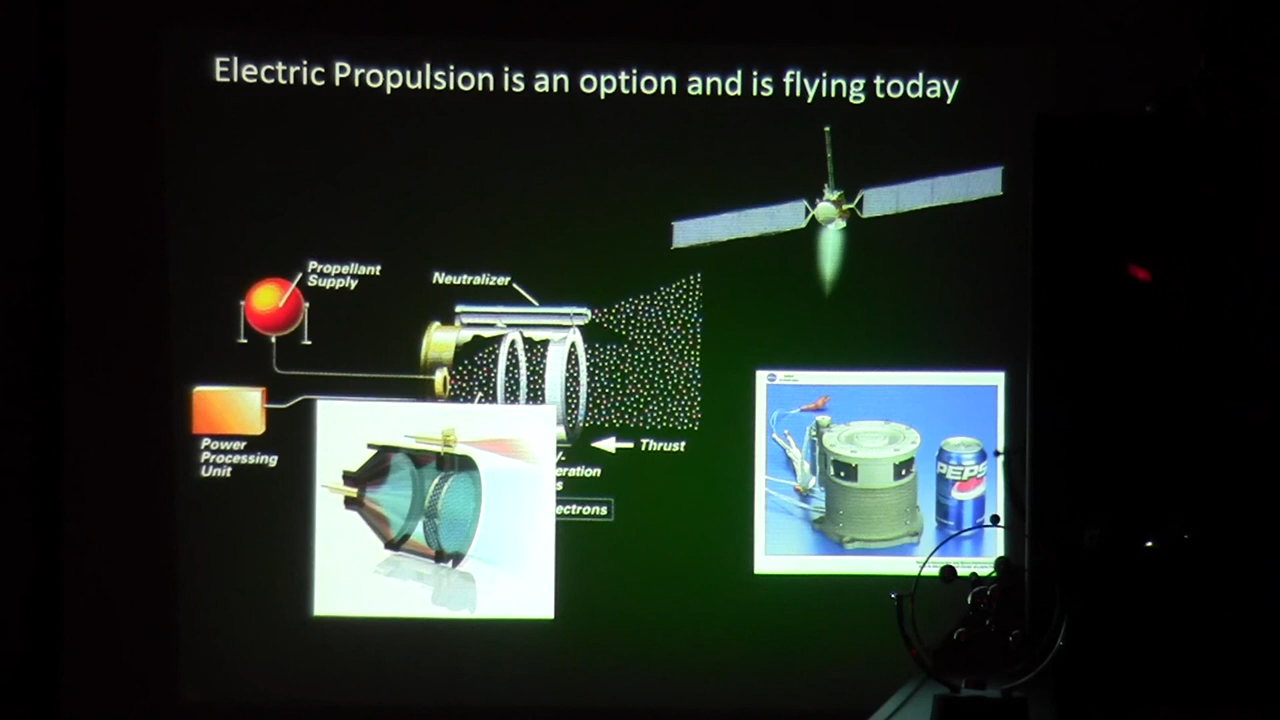 Electric Propulsion is an option and is flying today
Propellant
Supply
Neutralizer
Power
Processing
Unit
Thrust
eration
s
ectrons
PEPSI